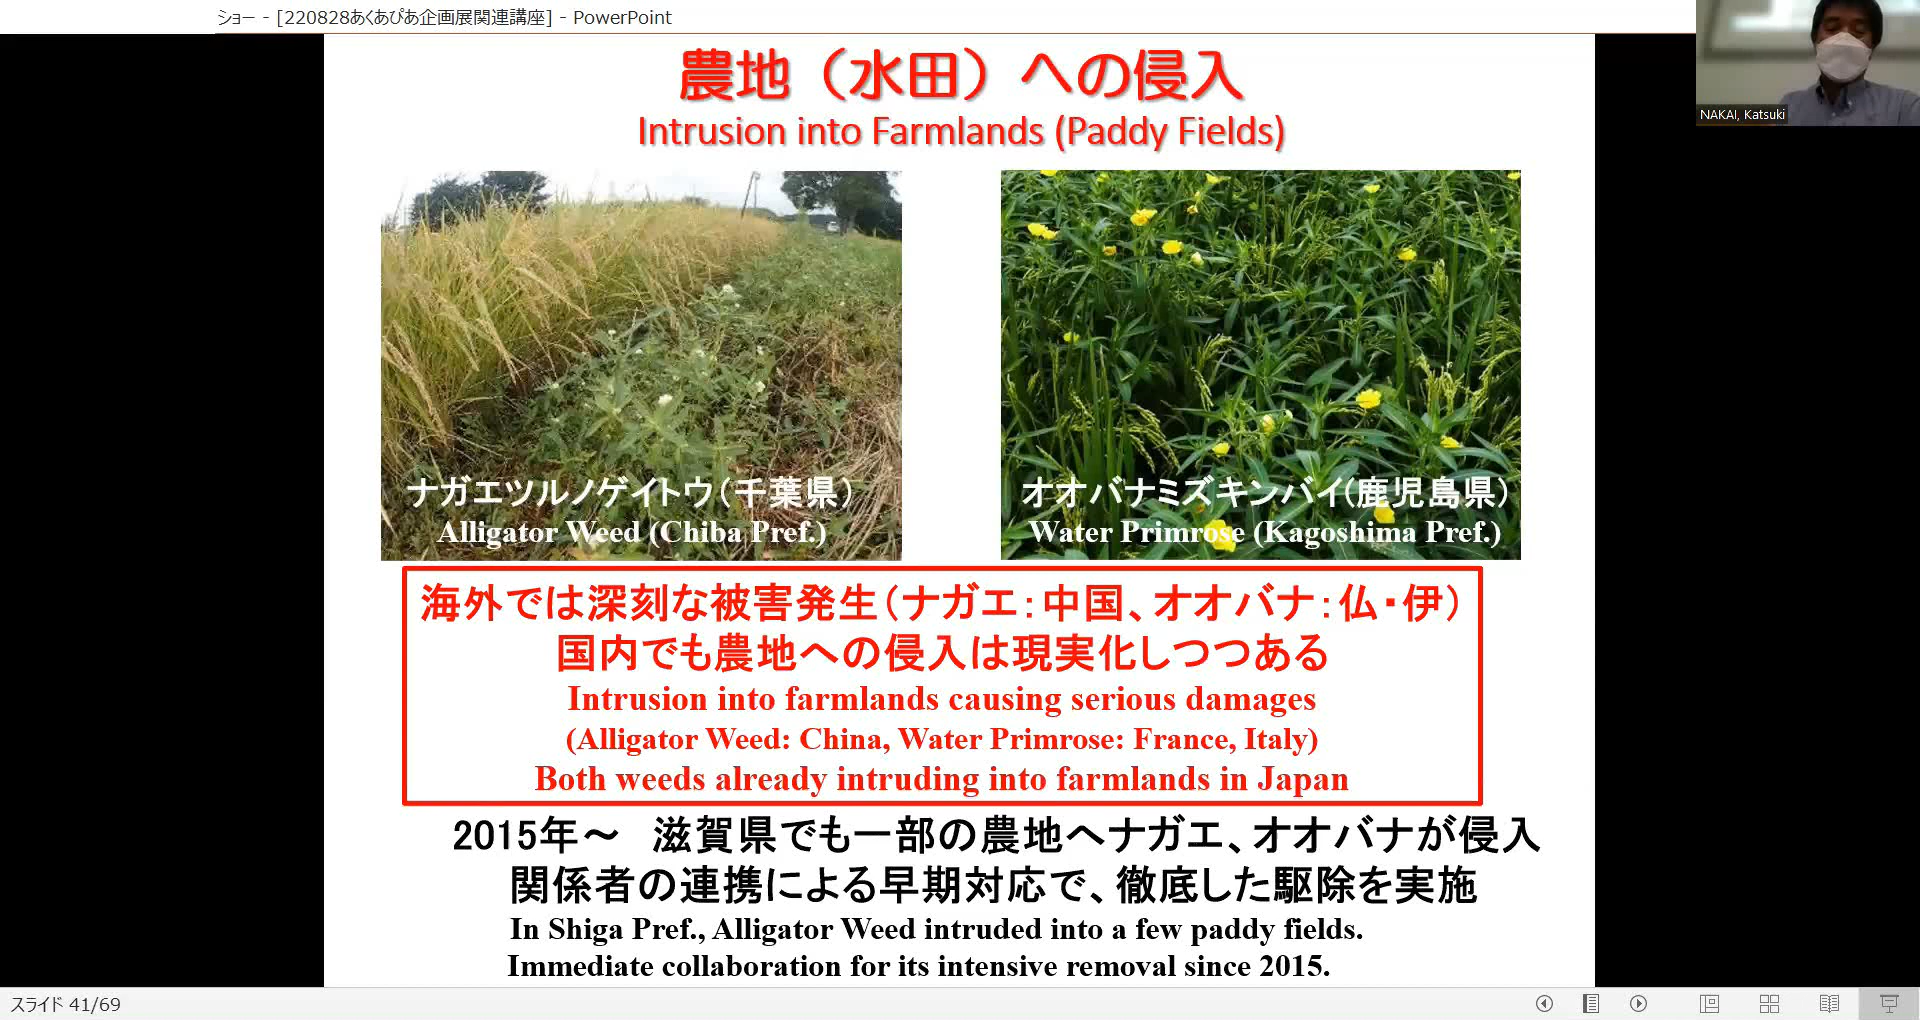 ショー - [220828あくあぴあ企画展関連講座] - PowerPoint
NAKAI, Katsuki
農地（水田）への侵入
Intrusion into Farmlands (Paddy Fields)
ナガエツルノゲイトウ（千葉県）
Alligator Weed (Chiba Pref.)
オオバナミズキンバイ(鹿児島県）
Water Primrose (Kagoshima Pref.)
海外では深刻な被害発生（ナガエ：中国、オオバナ：仏・伊）
国内でも農地への侵入は現実化しつつある
Intrusion into farmlands causing serious damages
(Alligator Weed: China, Water Primrose: France, Italy)
Both weeds already intruding into farmlands in Japan
2015年～　滋賀県でも一部の農地へナガエ、オオバナが侵入
関係者の連携による早期対応で、徹底した駆除を実施
In Shiga Pref., Alligator Weed intruded into a few paddy fields.
Immediate collaboration for its intensive removal since 2015.
スライド 41/69